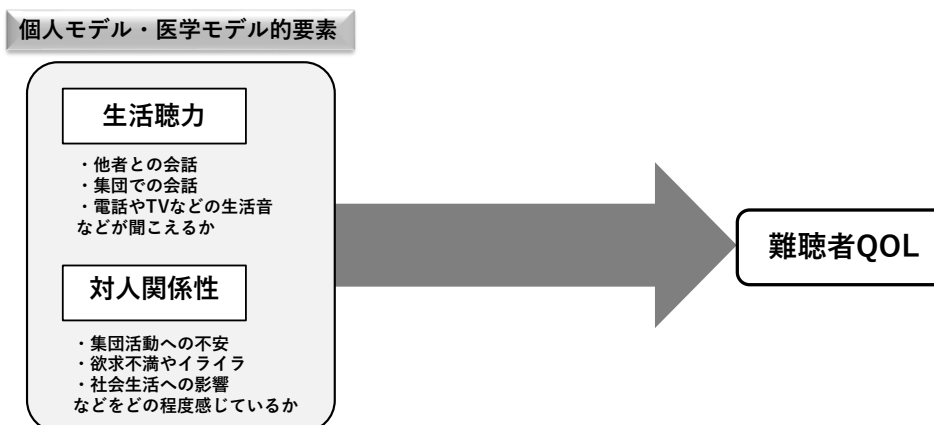 個人モデル・医学モデル的要素
生活聴力
・他者との会話
・集団での会話
・電話やTVなどの生活音
などが聞こえるか
対人関係性
・集団活動への不安
・欲求不満やイライラ
・社会生活への影響
などをどの程度感じているか
難聴者QOL